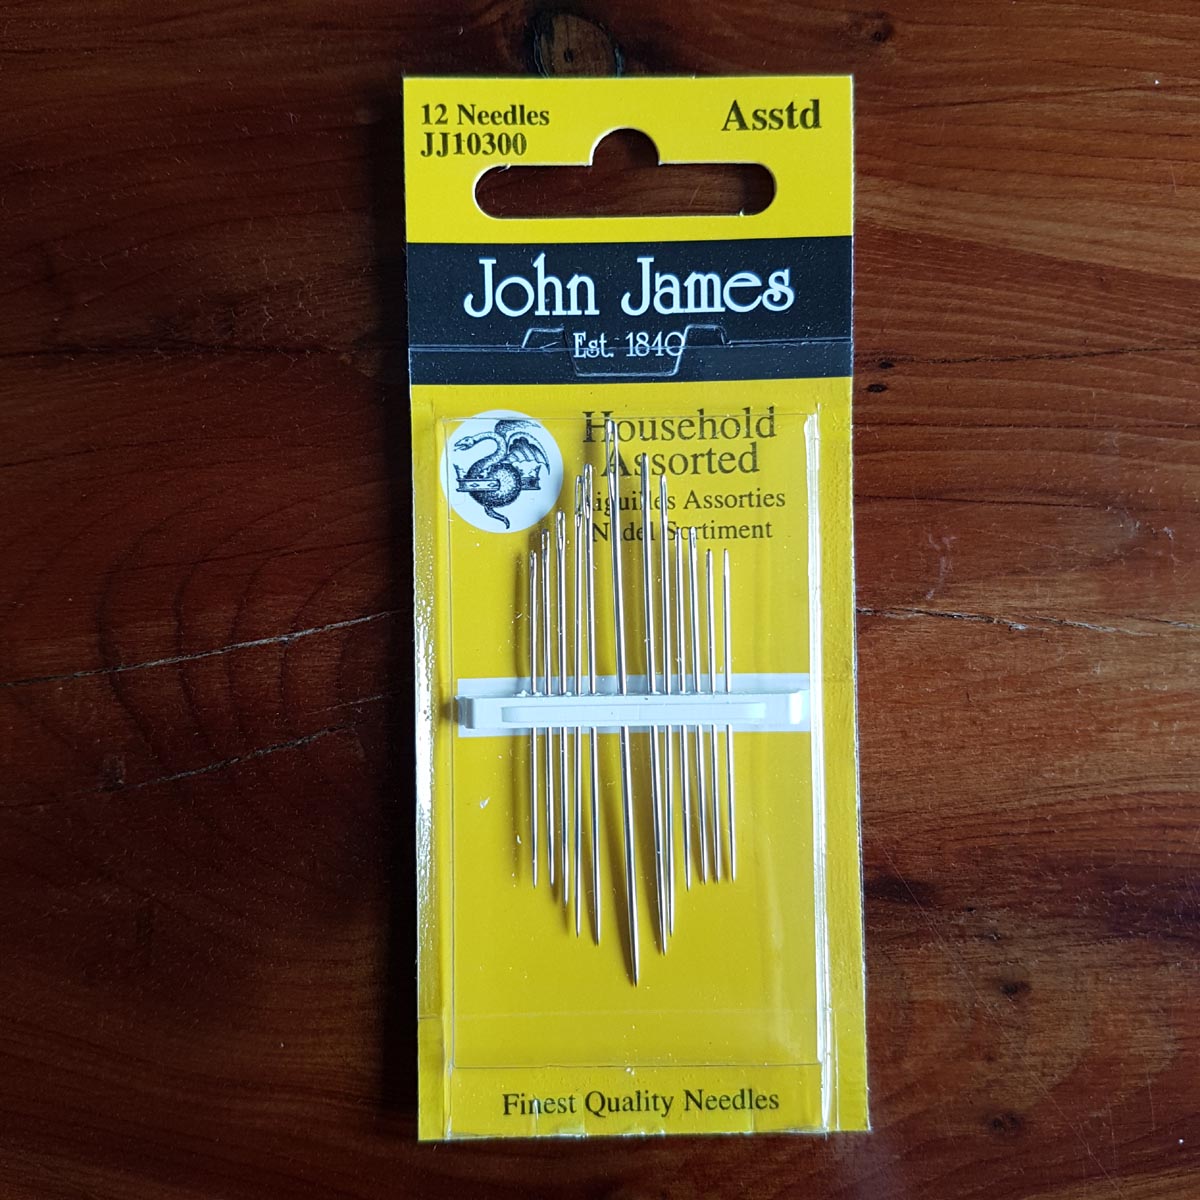 12 Needles
JJ10300
Asstd
John James
Est. 1840
Household
Assorted
Aiguilles Assorties
Nadel Sortiment
Finest Quality Needles